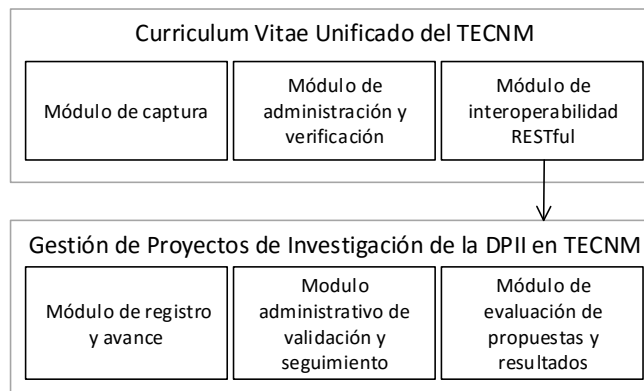 Curriculum Vitae Unificado del TECNM
Módulo de captura
Módulo de
administración y
verificación
Módulo de
interoperabilidad
RESTful
Gestión de Proyectos de Investigación de la DPII en TECNM
Módulo de registro
y avance
Modulo
administrativo de
validación y
seguimiento
Módulo de
evaluación de
propuestas y
resultados